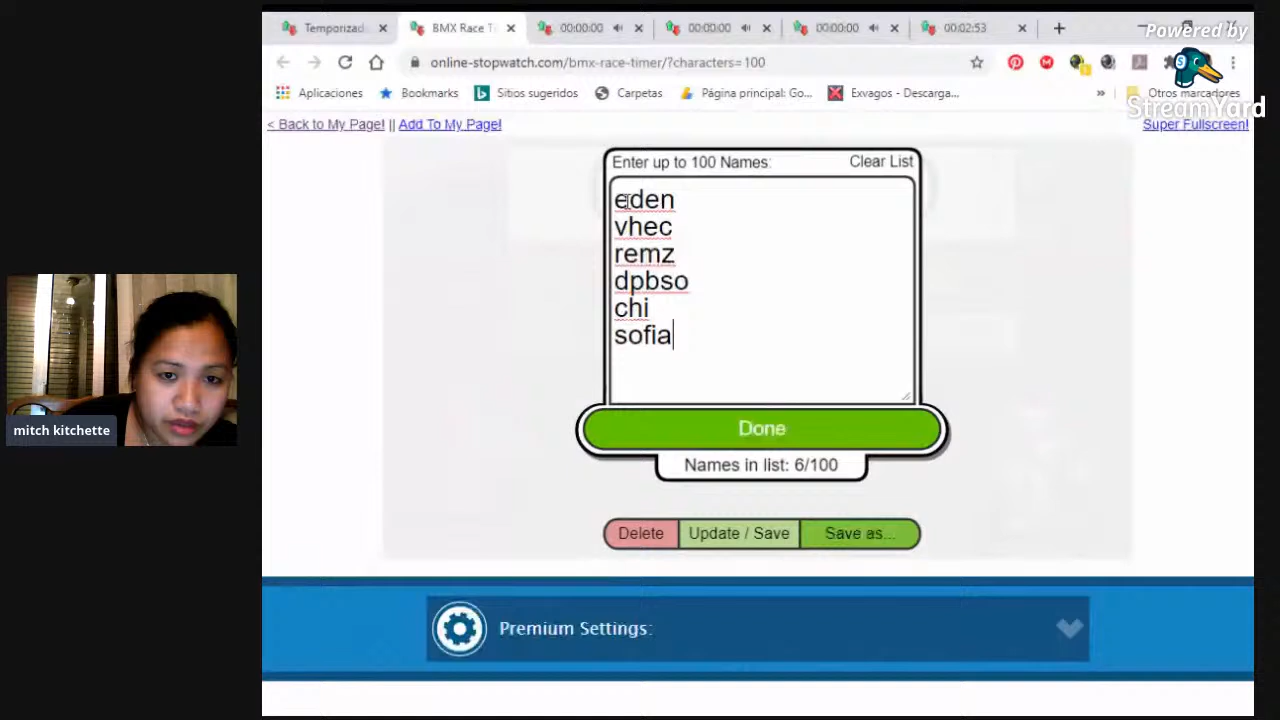 Temporizad
BMX Race T
00:00:00
00:00:00
00:00:00
00:02:53
Powered by
online-stopwatch.com/bmx-race-timer/?characters=100
Aplicaciones
Bookmarks
Sitios sugeridos
Carpetas
Página principal: Go...
Exvagos - Descarga...
»
Otros marcadores
StreamYard
< Back to My Page! || Add To My Page!
Super Fullscreen!
Enter up to 100 Names:
Clear List
eden
vhec
remz
dpbso
chi
sofia
Done
Names in list: 6/100
Delete
Update / Save
Save as...
mitch kitchette
Premium Settings: